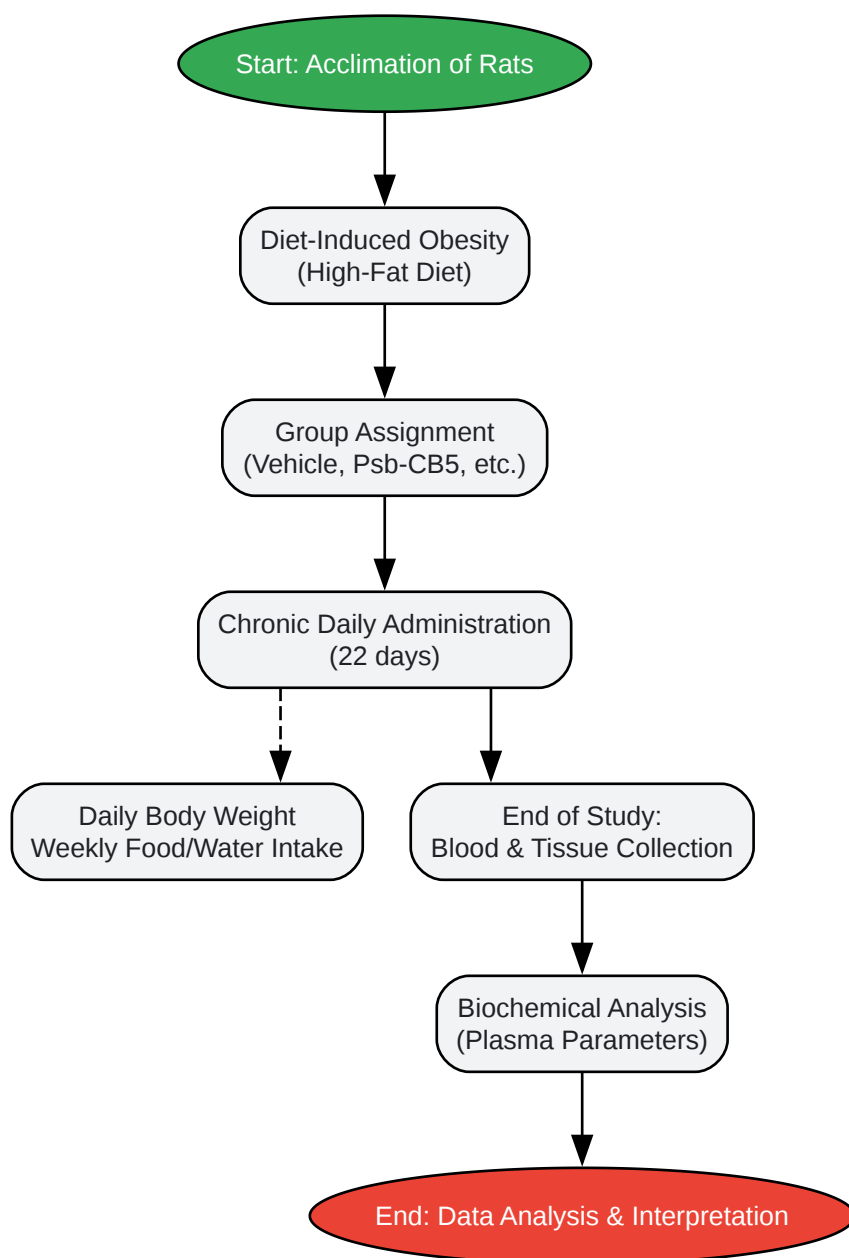 Start: Acclimation of Rats
Diet-Induced Obesity
(High-Fat Diet)
Group Assignment
(Vehicle, Psb-CB5, etc.)
Chronic Daily Administration
(22 days)
Daily Body Weight
Weekly Food/Water Intake
End of Study:
Blood & Tissue Collection
Biochemical Analysis
(Plasma Parameters)
End: Data Analysis & Interpretation